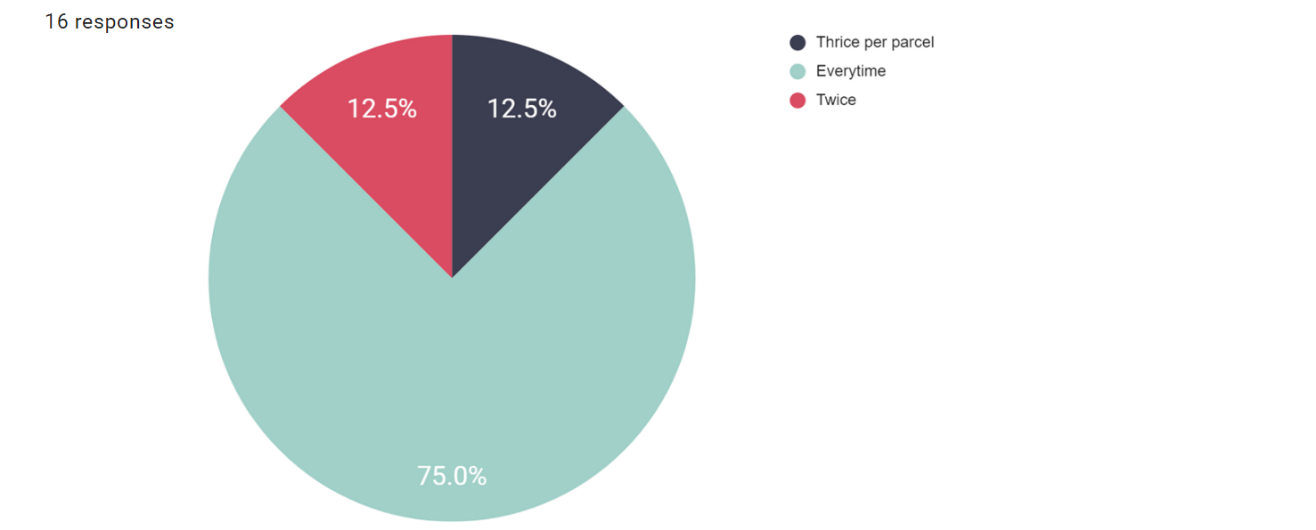 16 responses
Thrice per parcel
Everytime
Twice
12.5%
12.5%
75.0%